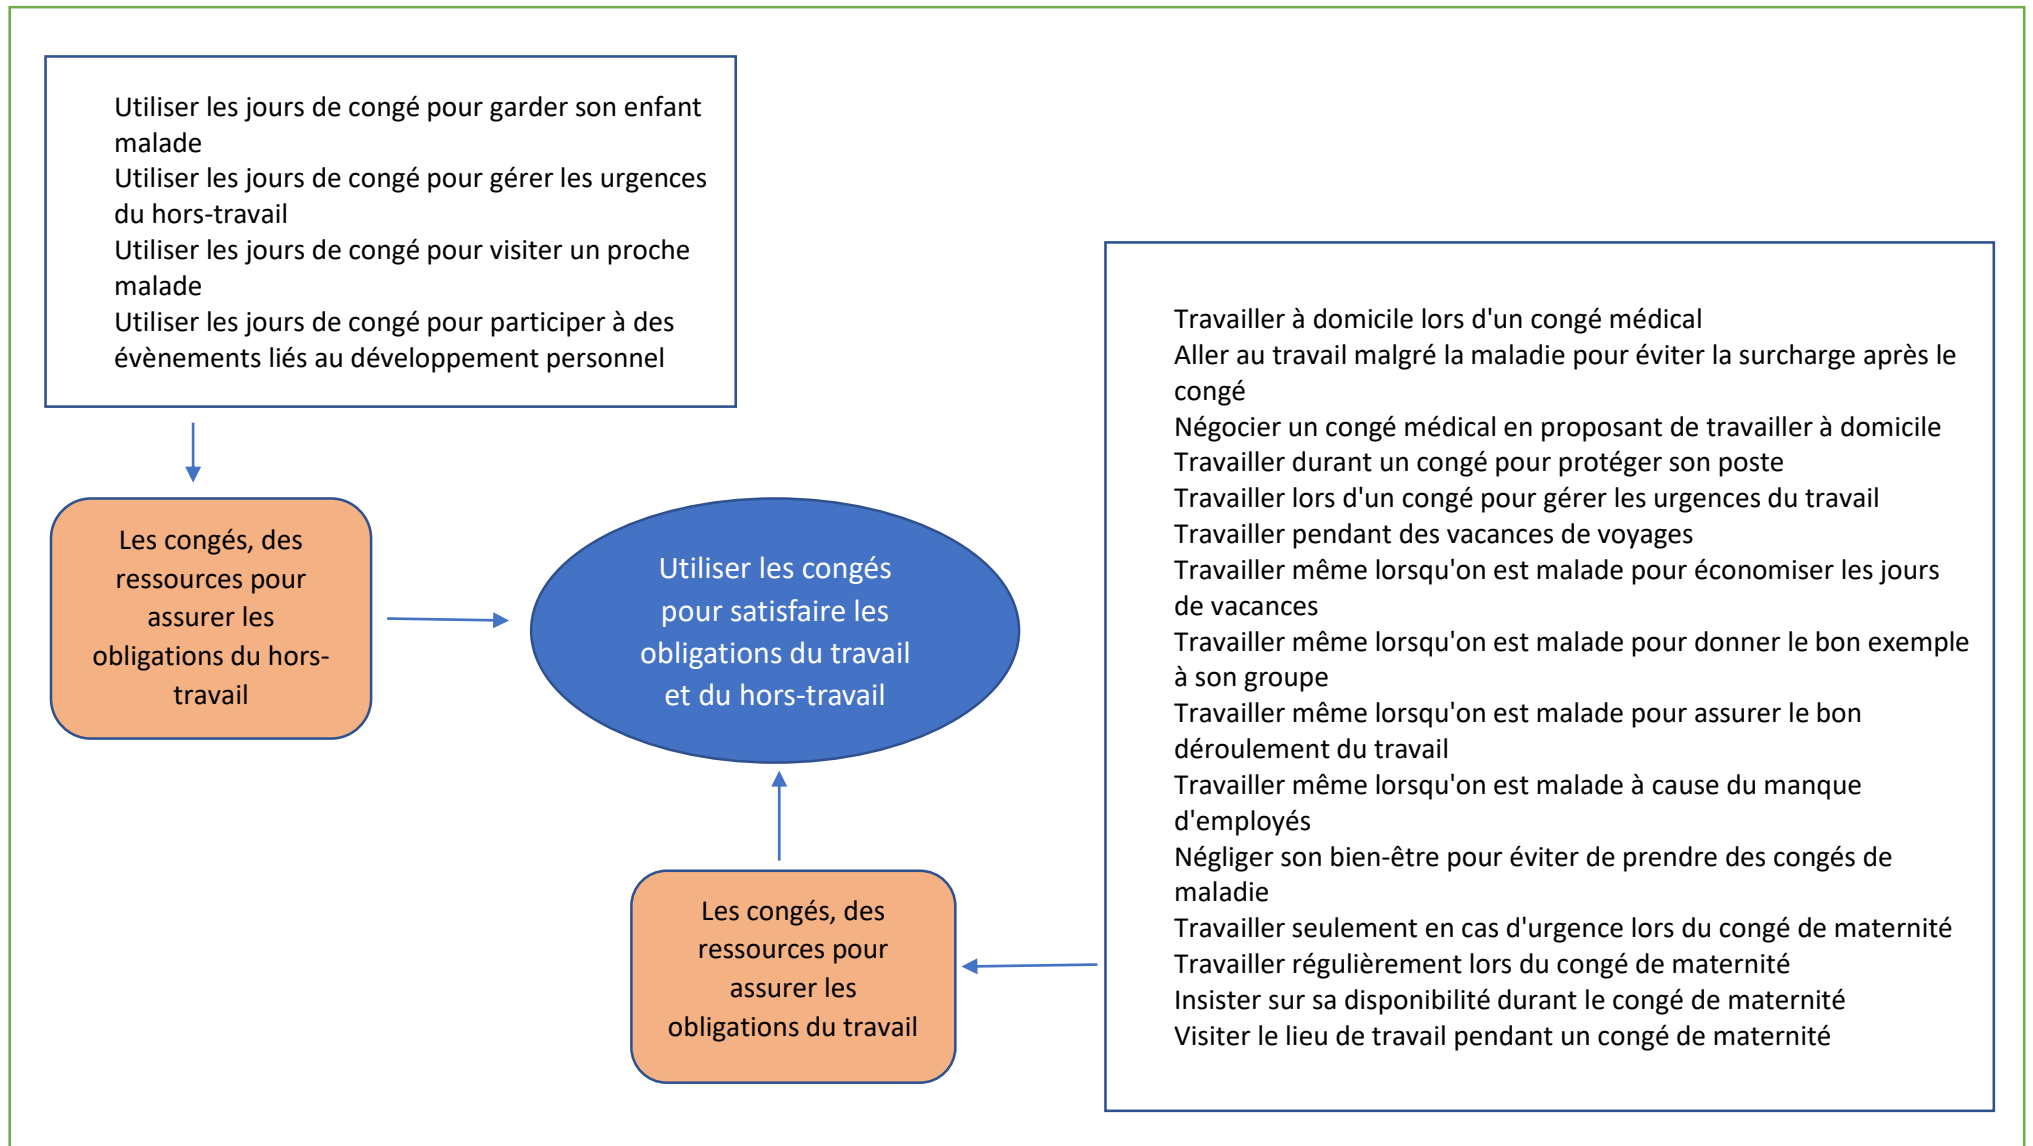 Utiliser les jours de congé pour garder son enfant
malade
Utiliser les jours de congé pour gérer les urgences
du hors-travail
Utiliser les jours de congé pour visiter un proche
malade
Utiliser les jours de congé pour participer à des
évènements liés au développement personnel
Les congés, des
ressources pour
assurer les
obligations du hors-
travail
Utiliser les congés
pour satisfaire les
obligations du travail
et du hors-travail
Les congés, des
ressources pour
assurer les
obligations du travail
Travailler à domicile lors d'un congé médical
Aller au travail malgré la maladie pour éviter la surcharge après le
congé
Négocier un congé médical en proposant de travailler à domicile
Travailler durant un congé pour protéger son poste
Travailler lors d'un congé pour gérer les urgences du travail
Travailler pendant des vacances de voyages
Travailler même lorsqu'on est malade pour économiser les jours
de vacances
Travailler même lorsqu'on est malade pour donner le bon exemple
à son groupe
Travailler même lorsqu'on est malade pour assurer le bon
déroulement du travail
Travailler même lorsqu'on est malade à cause du manque
d'employés
Négliger son bien-être pour éviter de prendre des congés de
maladie
Travailler seulement en cas d'urgence lors du congé de maternité
Travailler régulièrement lors du congé de maternité
Insister sur sa disponibilité durant le congé de maternité
Visiter le lieu de travail pendant un congé de maternité